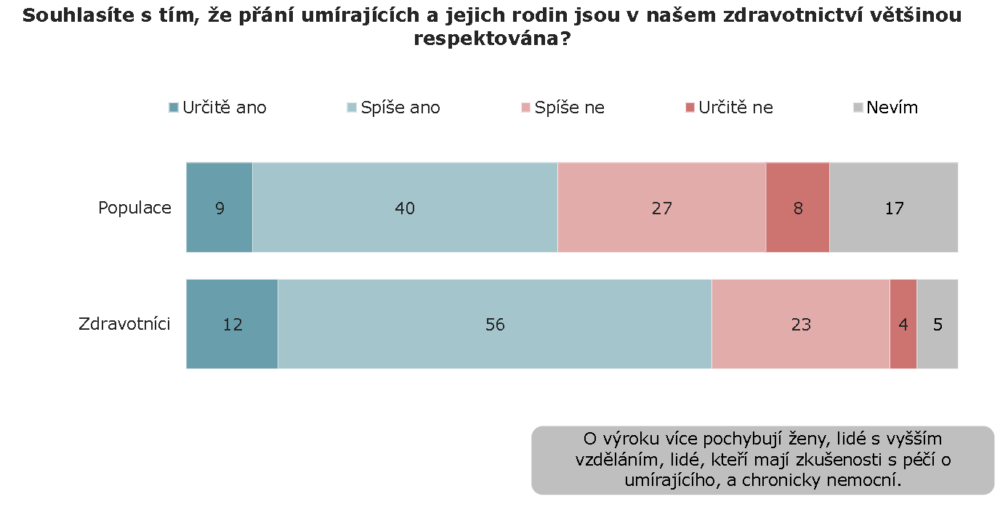 Souhlasíte s tím, že přání umírajících a jejich rodin jsou v našem zdravotnictví většinou
respektována?
Určitě ano
Spíše ano
Spíše ne
Určitě ne
Nevím
Populace
9
40
27
8
17
Zdravotníci
12
56
23
4
5
O výroku více pochybují ženy, lidé s vyšším
vzděláním, lidé, kteří mají zkušenosti s péčí o
umírajícího, a chronicky nemocní.